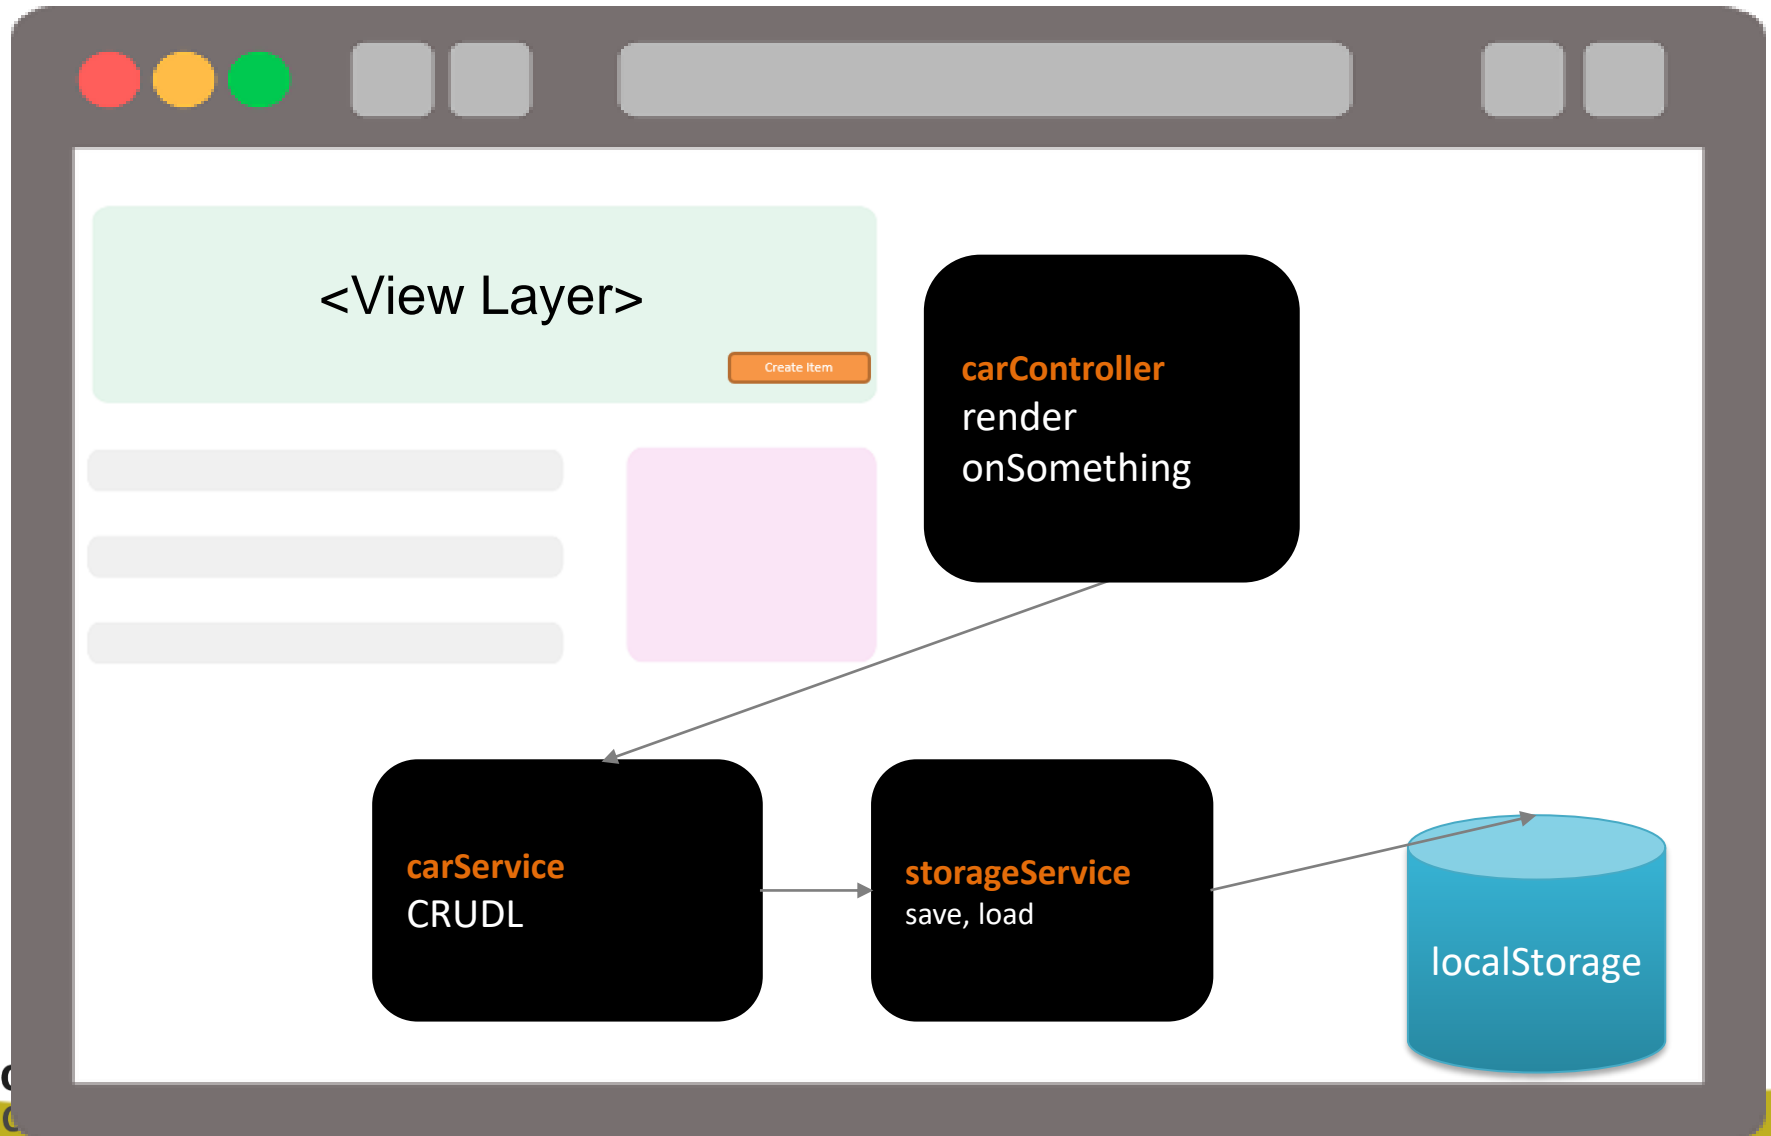 <View Layer>
Create Item
carController
render
onSomething
carService
CRUDL
storageService
save, load
localStorage